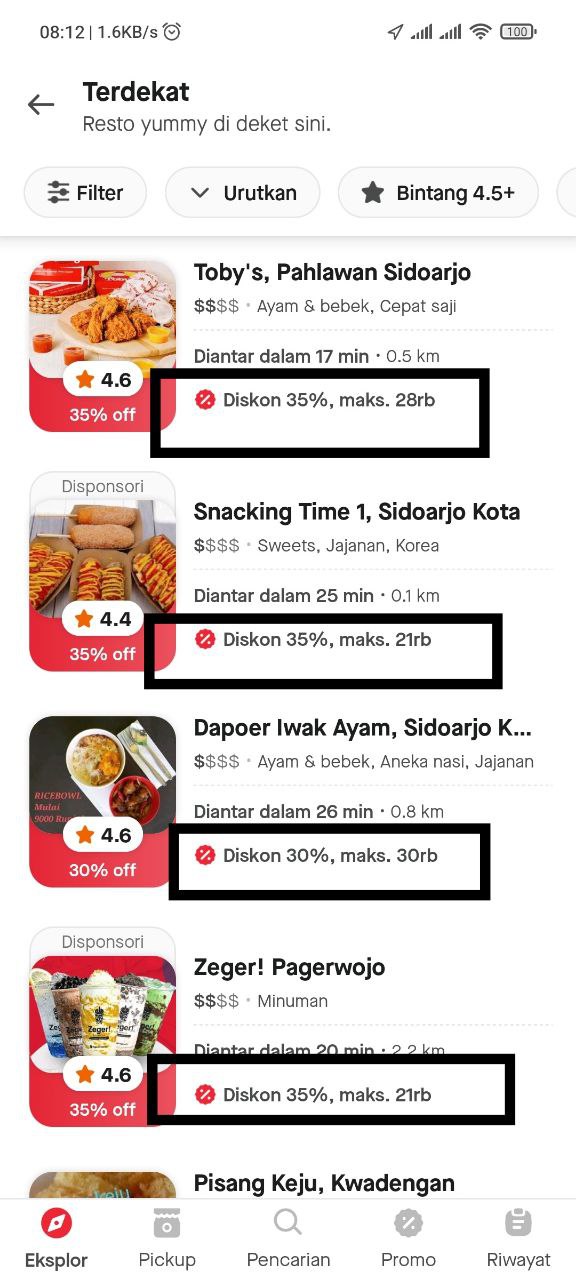 08:12 | 1.6KB/s
100
Terdekat
Resto yummy di deket sini.
Filter
Urutkan
Bintang 4.5+
Toby's, Pahlawan Sidoarjo
$$$$ • Ayam & bebek, Cepat saji
Diantar dalam 17 min • 0.5 km
4.6
35% off
Diskon 35%, maks. 28rb
Disponsori
Snacking Time 1, Sidoarjo Kota
$$$$ • Sweets, Jajanan, Korea
Diantar dalam 25 min • 0.1 km
4.4
35% off
Diskon 35%, maks. 21rb
Dapoer Iwak Ayam, Sidoarjo K...
$$$$ • Ayam & bebek, Aneka nasi, Jajanan
RICEBOWL
Mulai
9000
Diantar dalam 26 min • 0.8 km
4.6
30% off
Diskon 30%, maks. 30rb
Disponsori
Zeger! Pagerwojo
$$$$ • Minuman
Zeger!
Diantar dalam 20 min • 2.2 km
4.6
35% off
Diskon 35%, maks. 21rb
Pisang Keju, Kwadengan
keju
Eksplor
Pickup
Pencarian
Promo
Riwayat